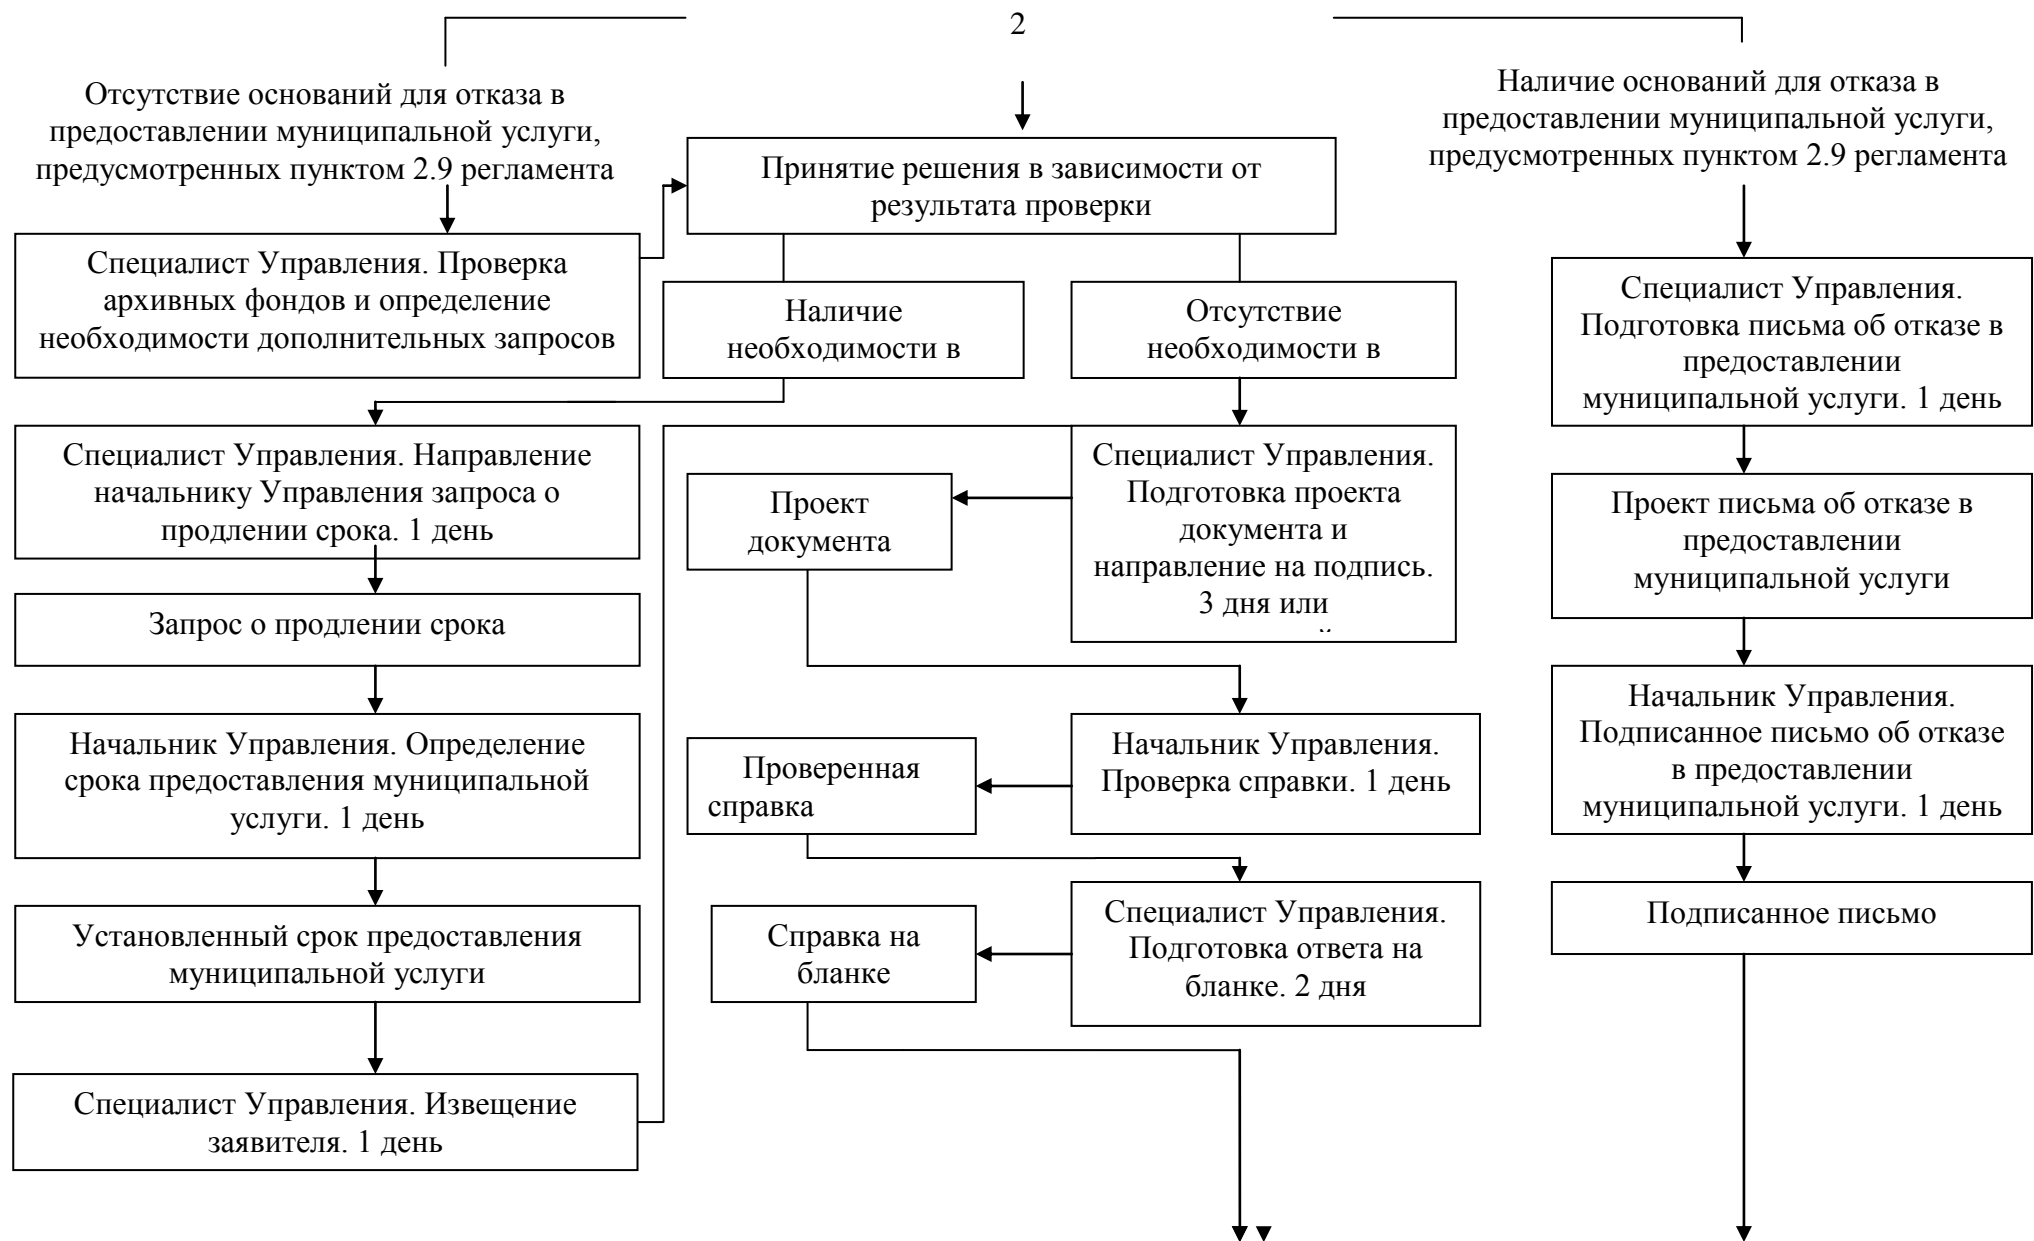 2
Отсутствие оснований для отказа в
предоставлении муниципальной услуги,
предусмотренных пунктом 2.9 регламента
Наличие оснований для отказа в
предоставлении муниципальной услуги,
предусмотренных пунктом 2.9 регламента
Принятие решения в зависимости от
результата проверки
Специалист Управления. Проверка
архивных фондов и определение
необходимости дополнительных запросов
Наличие
необходимости в
Отсутствие
необходимости в
Специалист Управления.
Подготовка письма об отказе в
предоставлении
муниципальной услуги. 1 день
Специалист Управления. Направление
начальнику Управления запроса о
продлении срока. 1 день
Проект
документа
Специалист Управления.
Подготовка проекта
документа и
направление на подпись.
3 дня или
Проект письма об отказе в
предоставлении
муниципальной услуги
Запрос о продлении срока
Начальник Управления. Определение
срока предоставления муниципальной
услуги. 1 день
Проверенная
справка
Начальник Управления.
Проверка справки. 1 день
Начальник Управления.
Подписанное письмо об отказе
в предоставлении
муниципальной услуги. 1 день
Установленный срок предоставления
муниципальной услуги
Справка на
бланке
Специалист Управления.
Подготовка ответа на
бланке. 2 дня
Подписанное письмо
Специалист Управления. Извещение
заявителя. 1 день